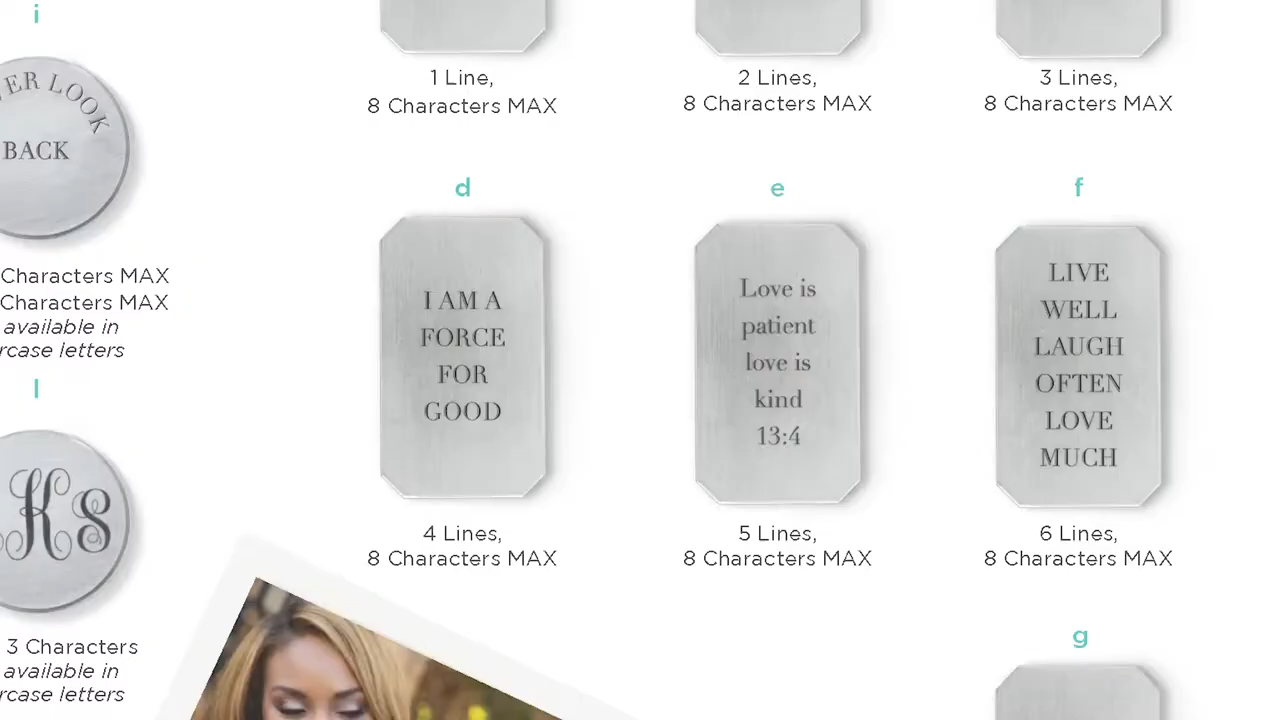 i
ER LOOK
BACK
Characters MAX
Characters MAX
available in
rcase letters
l
Ks
3 Characters
available in
rcase letters
1 Line,
8 Characters MAX
2 Lines,
8 Characters MAX
3 Lines,
8 Characters MAX
d
I AM A
FORCE
FOR
GOOD
4 Lines,
8 Characters MAX
e
Love is
patient
love is
kind
13:4
5 Lines,
8 Characters MAX
f
LIVE
WELL
LAUGH
OFTEN
LOVE
MUCH
6 Lines,
8 Characters MAX
g